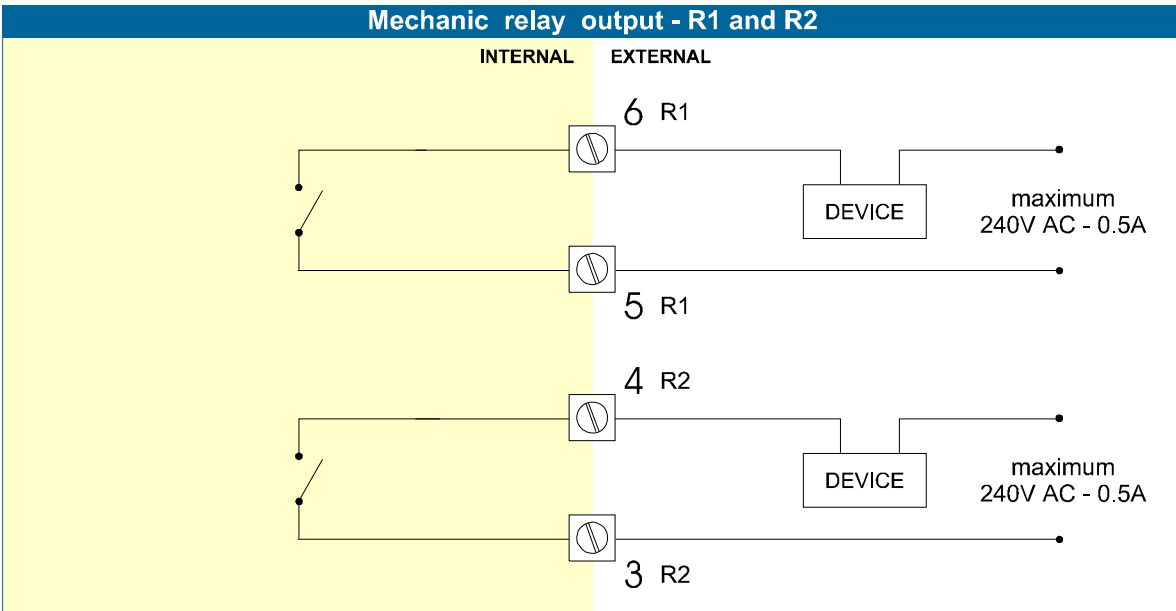 Mechanic relay output - R1 and R2
INTERNAL EXTERNAL
6 R1
DEVICE
maximum
240V AC - 0.5A
5 R1
4 R2
DEVICE
maximum
240V AC - 0.5A
3 R2